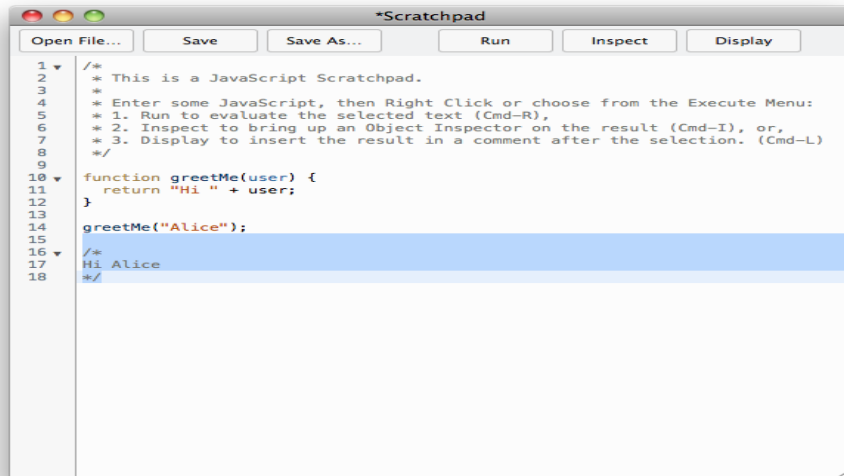 *Scratchpad
Open File... Save Save As... Run Inspect Display
1 /*
2  * This is a JavaScript Scratchpad.
3  *
4  * Enter some JavaScript, then Right Click or choose from the Execute Menu:
5  * 1. Run to evaluate the selected text (Cmd-R),
6  * 2. Inspect to bring up an Object Inspector on the result (Cmd-I), or,
7  * 3. Display to insert the result in a comment after the selection. (Cmd-L)
8  */
9
10 function greetMe(user) {
11   return "Hi " + user;
12 }
13
14 greetMe("Alice");
15
16 /*
17 Hi Alice
18 */